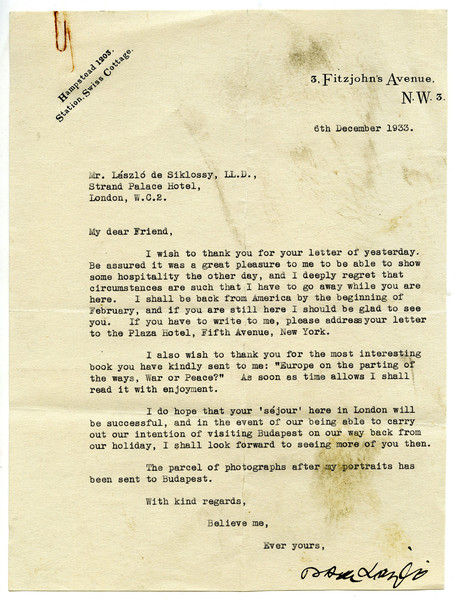 Hampstead 1203.
Station, Swiss Cottage.
3, Fitzjohn's Avenue,
N.W. 3.
6th December 1933.
Mr. László de Siklossy, LL.D.,
Strand Palace Hotel,
London, W.C.2.
My dear Friend,
I wish to thank you for your letter of yesterday.
Be assured it was a great pleasure to me to be able to show
some hospitality the other day, and I deeply regret that
circumstances are such that I have to go away while you are
here. I shall be back from America by the beginning of
February, and if you are still here I should be glad to see
you. If you have to write to me, please address your letter
to the Plaza Hotel, Fifth Avenue, New York.
I also wish to thank you for the most interesting
book you have kindly sent to me: "Europe on the parting of
the ways, War or Peace?" As soon as time allows I shall
read it with enjoyment.
I do hope that your 'séjour' here in London will
be successful, and in the event of our being able to carry
out our intention of visiting Budapest on our way back from
our holiday, I shall look forward to seeing more of you then.
The parcel of photographs after my portraits has
been sent to Budapest.
With kind regards,
Believe me,
Ever yours,